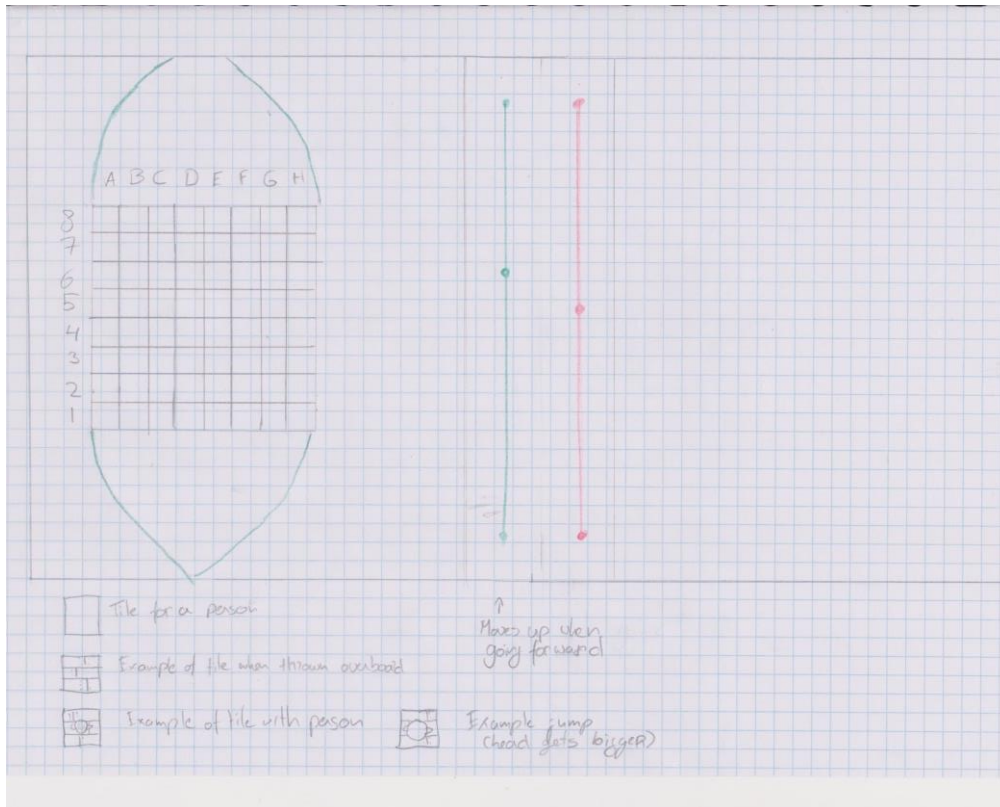 A B C D E F G H
8
7
6
5
4
3
2
1
Tile for a person
Moves up when
going forward
Example of tile when thrown overboard
Example of tile with person
Example jump
(head gets bigger)